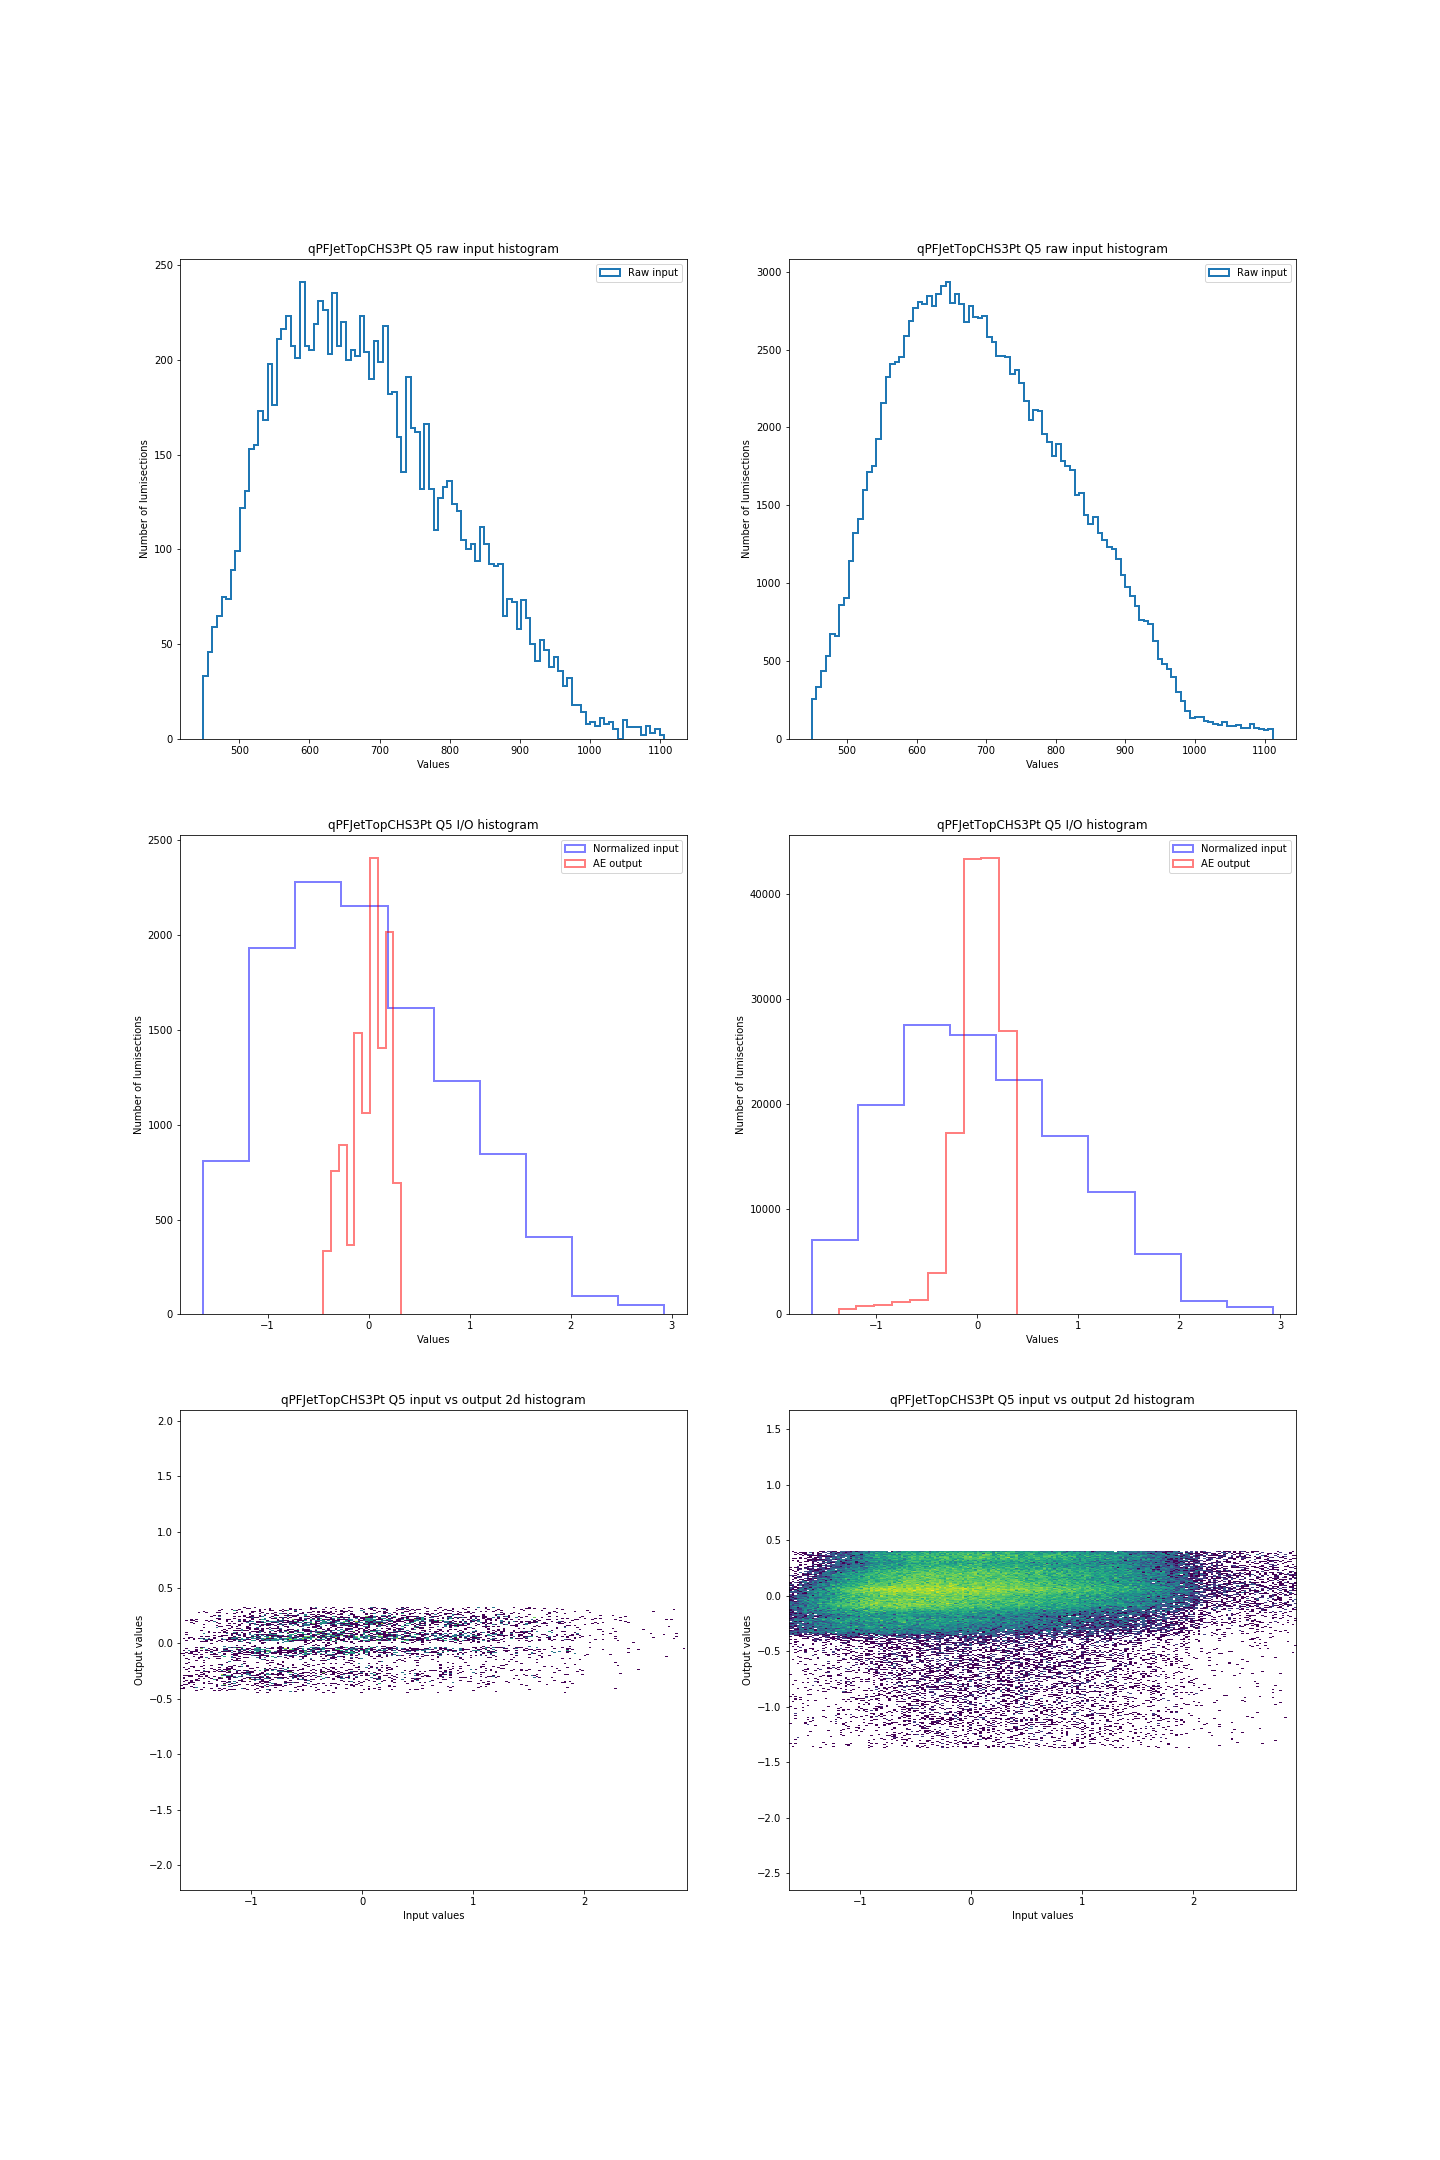 qPFJetTopCHS3Pt Q5 raw input histogram
Raw input
250
200
150
100
50
0
Number of lumisections
500 600 700 800 900 1000 1100
Values
qPFJetTopCHS3Pt Q5 raw input histogram
Raw input
3000
2500
2000
1500
1000
500
0
Number of lumisections
500 600 700 800 900 1000 1100
Values
qPFJetTopCHS3Pt Q5 I/O histogram
Normalized input
AE output
2500
2000
1500
1000
500
0
Number of lumisections
−1 0 1 2 3
Values
qPFJetTopCHS3Pt Q5 I/O histogram
Normalized input
AE output
40000
30000
20000
10000
0
Number of lumisections
−1 0 1 2 3
Values
qPFJetTopCHS3Pt Q5 input vs output 2d histogram
2.0
1.5
1.0
0.5
0.0
−0.5
−1.0
−1.5
−2.0
Output values
−1 0 1 2
Input values
qPFJetTopCHS3Pt Q5 input vs output 2d histogram
1.5
1.0
0.5
0.0
−0.5
−1.0
−1.5
−2.0
−2.5
Output values
−1 0 1 2
Input values